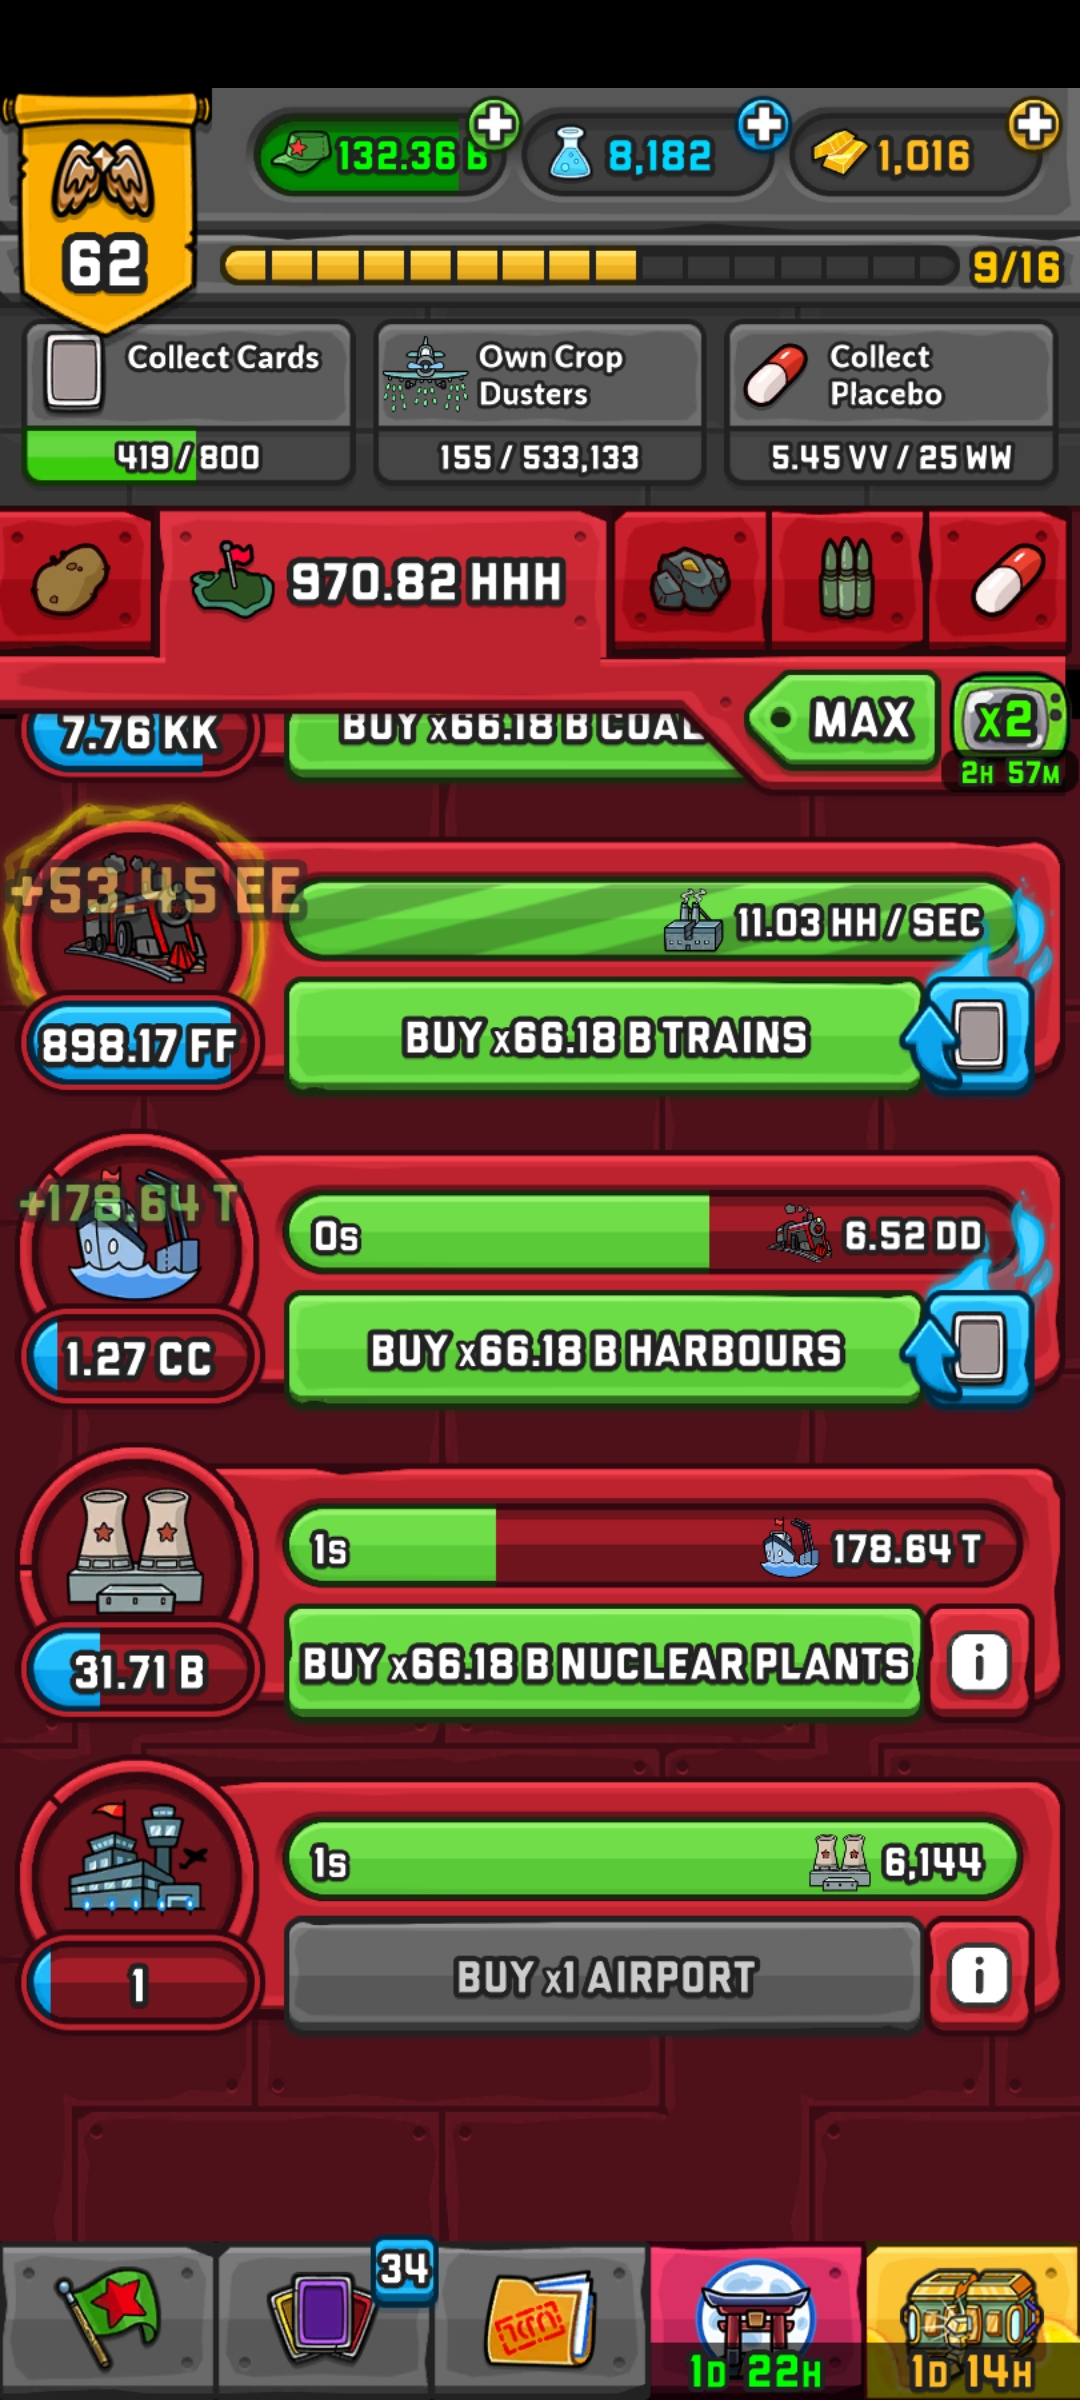 132.36 B
8,182
1,016
62
9/16
Collect Cards
419 / 800
Own Crop
Dusters
155 / 533,133
Collect
Placebo
5.45 VV / 25 WW
970.82 HHH
MAX
x2
2H 57M
7.76 KK
BUY x66.18 B COAL
+53.45 EE
11.03 HH / SEC
898.17 FF
BUY x66.18 B TRAINS
+178.64 T
0s
6.52 DD
1.27 CC
BUY x66.18 B HARBOURS
1s
178.64 T
31.71 B
BUY x66.18 B NUCLEAR PLANTS
i
1s
6,144
1
BUY x1 AIRPORT
i
34
1D 22H
1D 14H